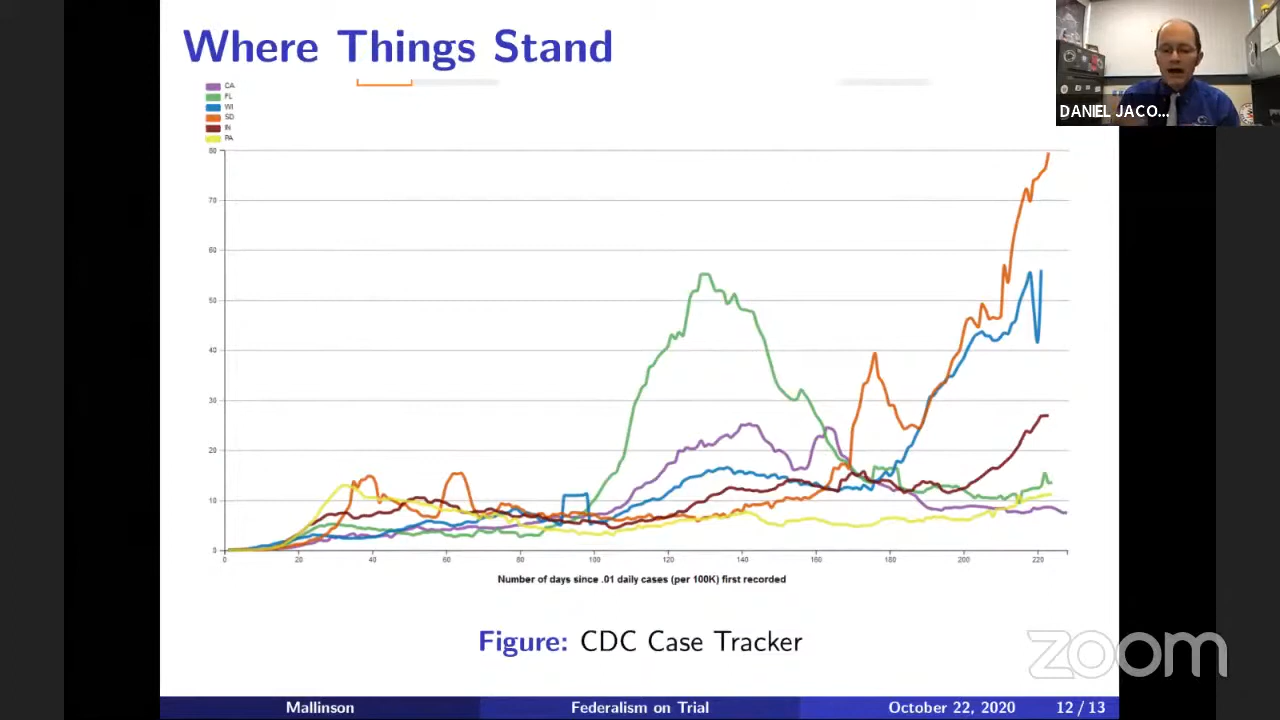 Where Things Stand
CA
FL
WI
SD
IN
PA
80
70
60
50
40
30
20
10
0
0 20 40 60 80 100 120 140 160 180 200 220
Number of days since .01 daily cases (per 100K) first recorded
Figure: CDC Case Tracker
Mallinson Federalism on Trial October 22, 2020 12 / 13
DANIEL JACO...
zoom